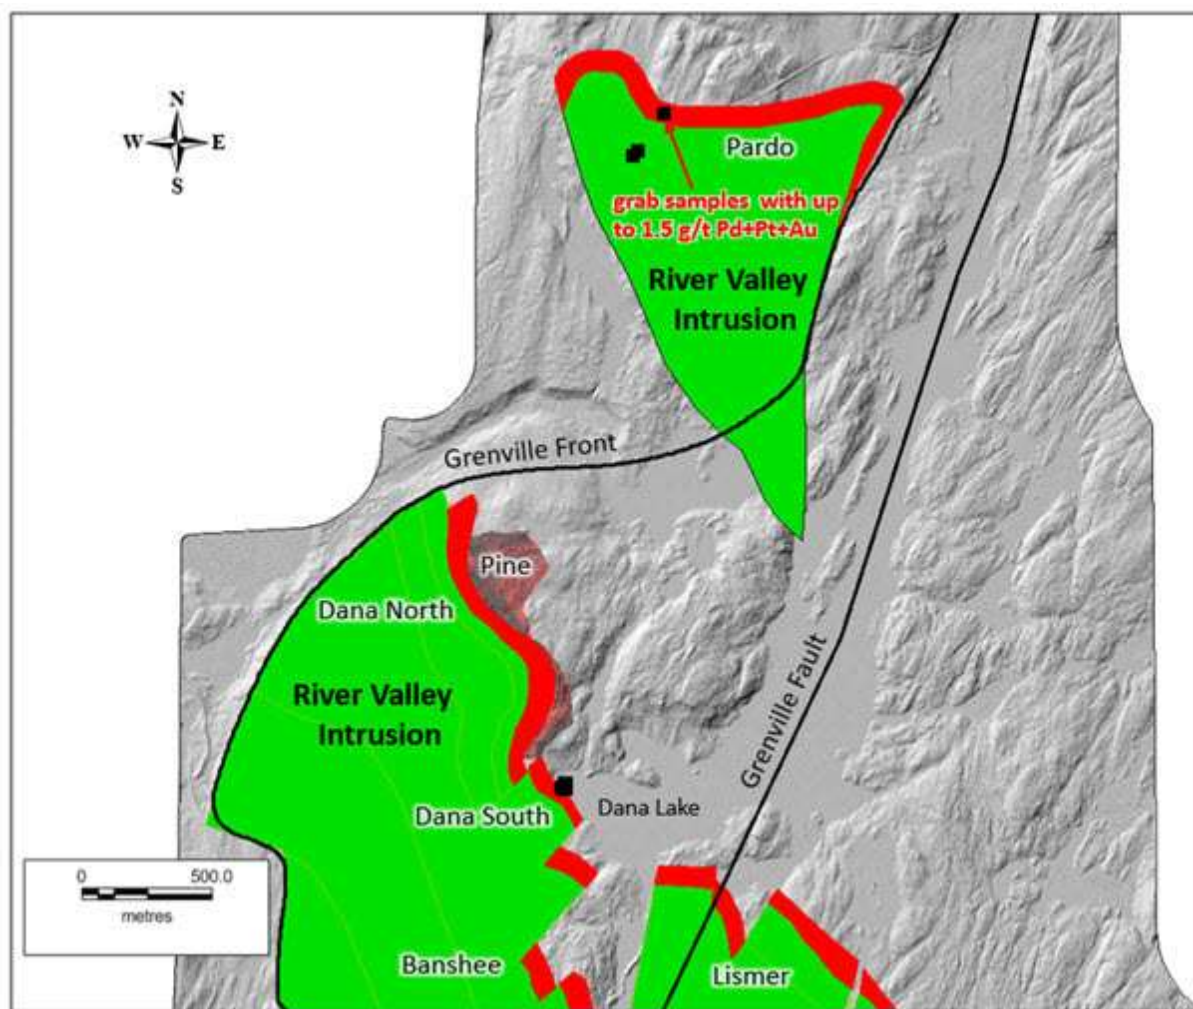 N
W E
S
Pardo
grab samples with up
to 1.5 g/t Pd+Pt+Au
River Valley
Intrusion
Grenville Front
Pine
Dana North
River Valley
Intrusion
Grenville Fault
Dana South
Dana Lake
0 500.0
metres
Banshee
Lismer